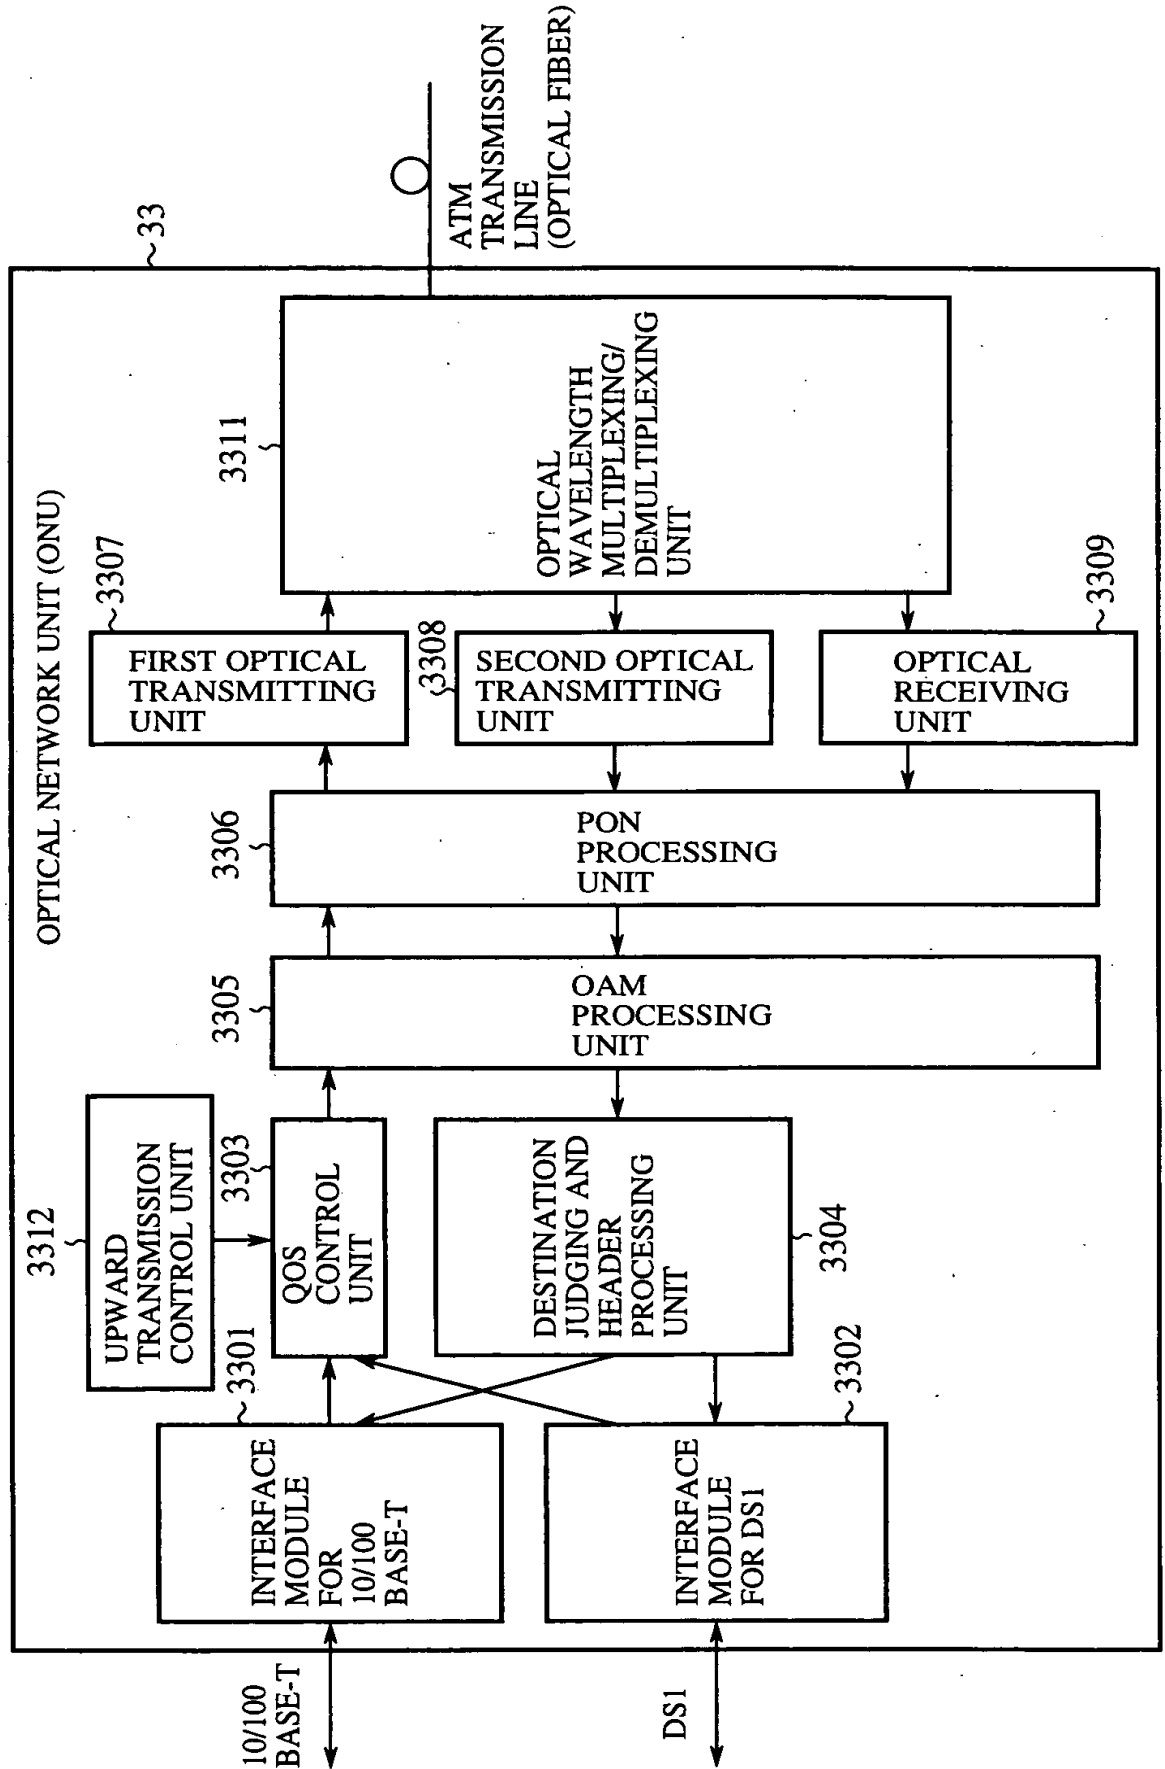 OPTICAL NETWORK UNIT (ONU)
33
10/100
BASE-T
DS1
3301
INTERFACE
MODULE
FOR
10/100
BASE-T
3302
INTERFACE
MODULE
FOR DS1
3312
UPWARD
TRANSMISSION
CONTROL UNIT
3303
QOS
CONTROL
UNIT
DESTINATION
JUDGING AND
HEADER
PROCESSING
UNIT
3304
3305
OAM
PROCESSING
UNIT
3306
PON
PROCESSING
UNIT
3307
FIRST OPTICAL
TRANSMITTING
UNIT
3308
SECOND OPTICAL
TRANSMITTING
UNIT
OPTICAL
RECEIVING
UNIT
3309
3311
OPTICAL
WAVELENGTH
MULTIPLEXING/
DEMULTIPLEXING
UNIT
ATM
TRANSMISSION
LINE
(OPTICAL FIBER)